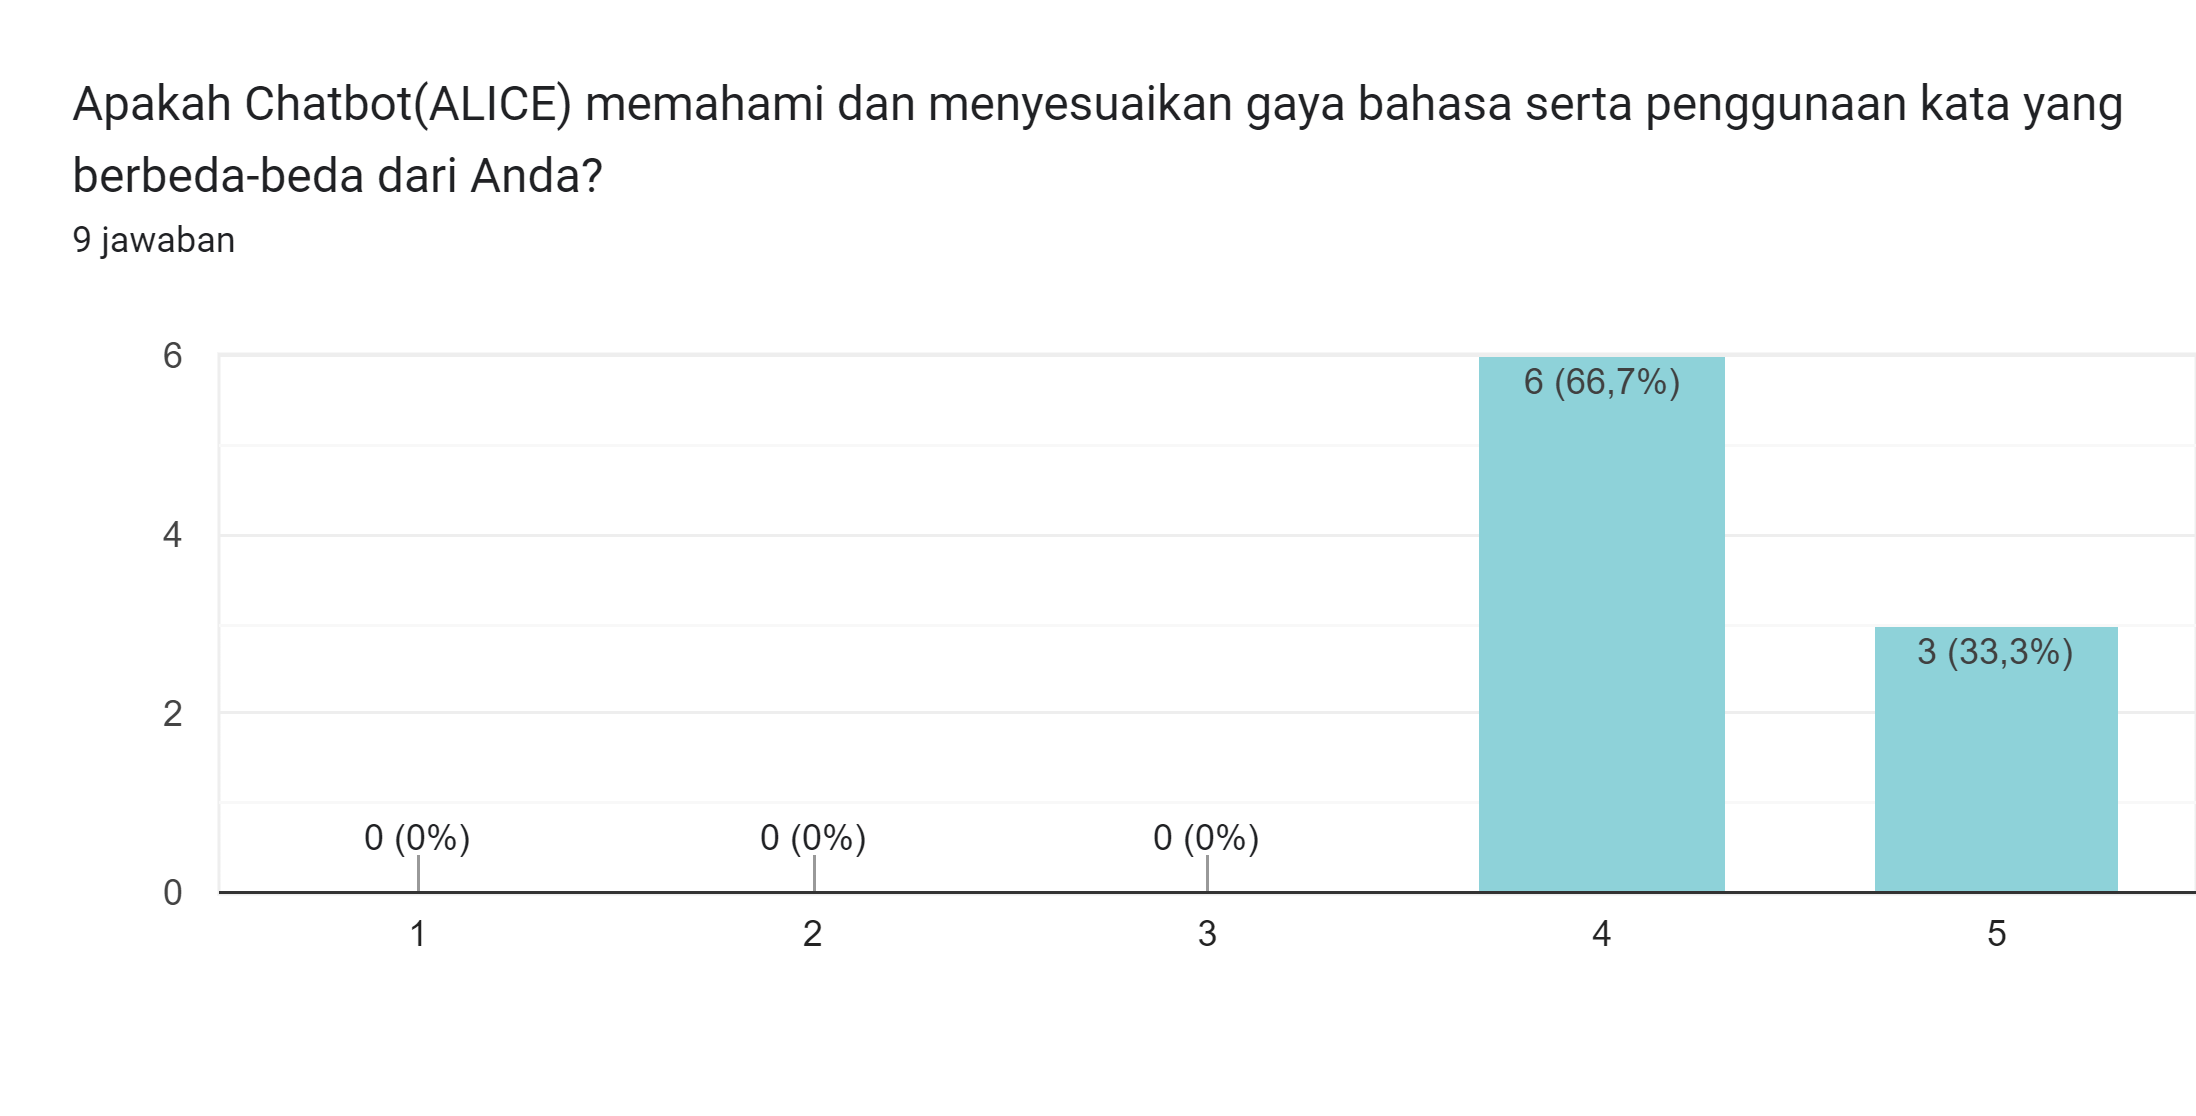 Apakah Chatbot(ALICE) memahami dan menyesuaikan gaya bahasa serta penggunaan kata yang
berbeda-beda dari Anda?
9 jawaban
6
6 (66,7%)
4
3 (33,3%)
2
0 (0%) 0 (0%) 0 (0%)
0
1 2 3 4 5